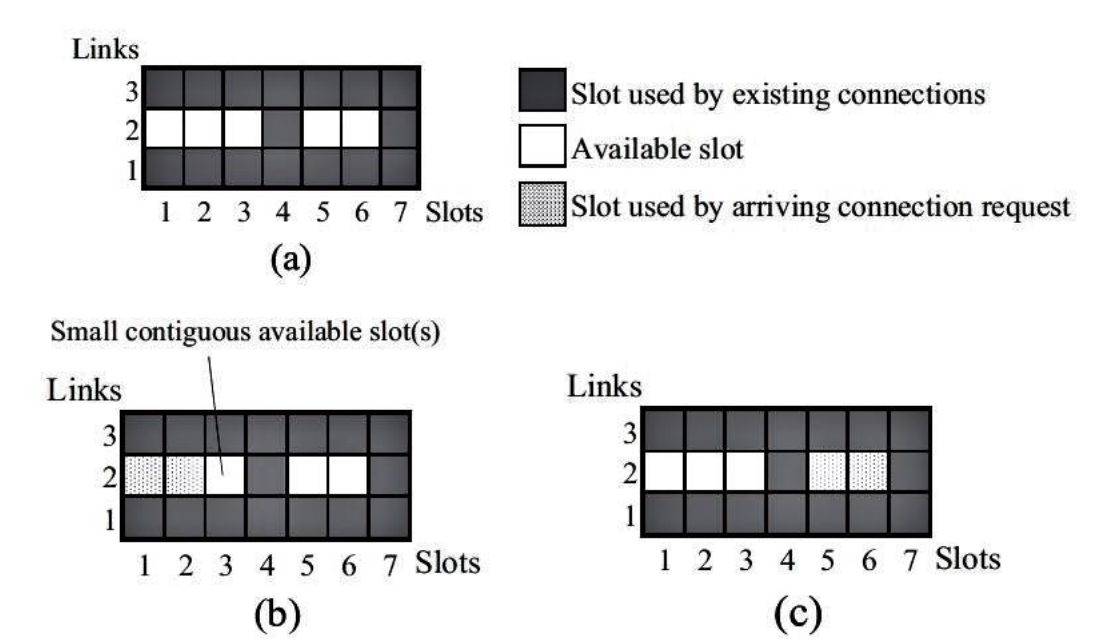 Links
3
2
1
1 2 3 4 5 6 7 Slots
(a)
Slot used by existing connections
Available slot
Slot used by arriving connection request
Small contiguous available slot(s)
Links
3
2
1
1 2 3 4 5 6 7 Slots
(b)
Links
3
2
1
1 2 3 4 5 6 7 Slots
(c)